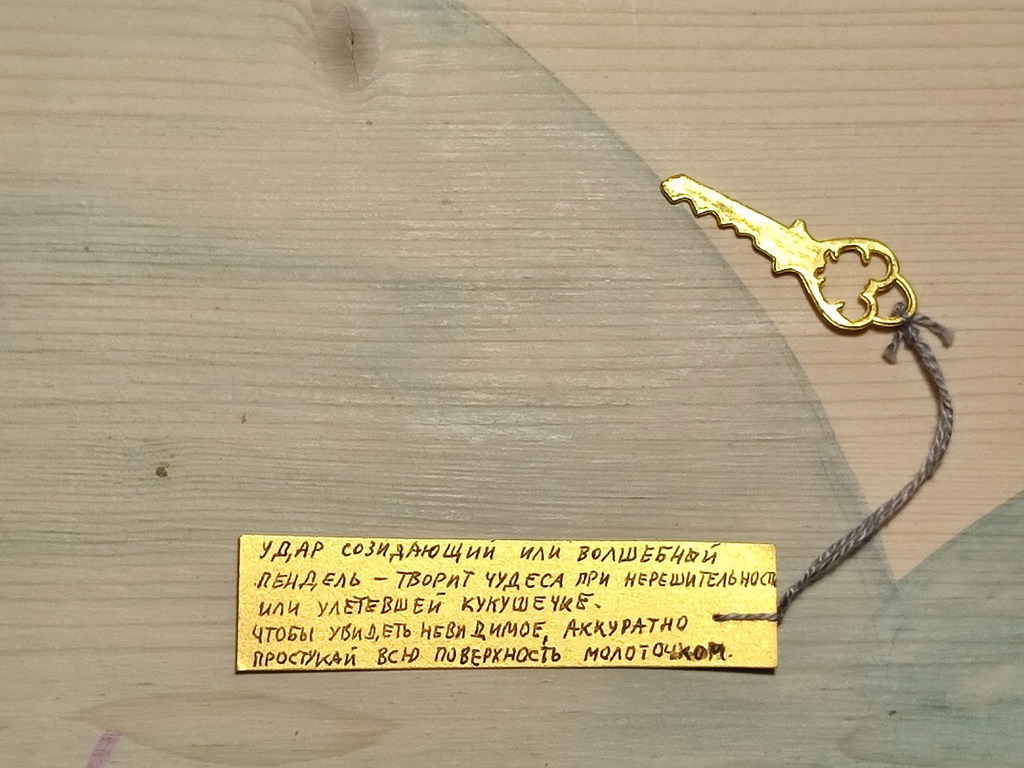 УДАР СОЗИДАЮЩИЙ ИЛИ ВОЛШЕБНЫЙ
ПЕНДЕЛЬ – ТВОРИТ ЧУДЕСА ПРИ НЕРЕШИТЕЛЬНОСТИ
ИЛИ УЛЕТЕВШЕЙ КУКУШЕЧКЕ.
ЧТОБЫ УВИДЕТЬ НЕВИДИМОЕ, АККУРАТНО
ПРОСТУКАЙ ВСЮ ПОВЕРХНОСТЬ МОЛОТОЧКОМ.